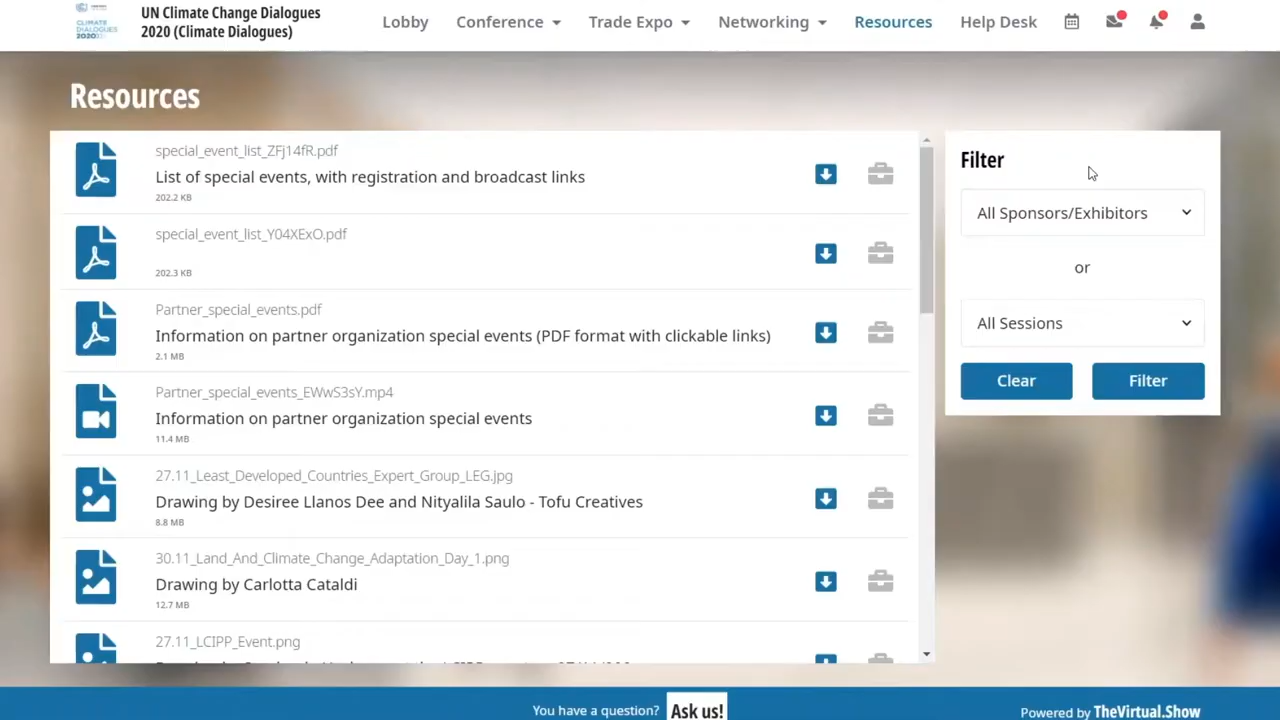 UN Climate Change Dialogues
2020 (Climate Dialogues)
CLIMATE
DIALOGUES
2020
Lobby
Conference
Trade Expo
Networking
Resources
Help Desk
Resources
special_event_list_ZFj14fR.pdf
List of special events, with registration and broadcast links
202.2 KB
special_event_list_Y04XExO.pdf
202.3 KB
Partner_special_events.pdf
Information on partner organization special events (PDF format with clickable links)
2.1 MB
Partner_special_events_EWwS3sY.mp4
Information on partner organization special events
11.4 MB
27.11_Least_Developed_Countries_Expert_Group_LEG.jpg
Drawing by Desiree Llanos Dee and Nityalila Saulo - Tofu Creatives
8.8 MB
30.11_Land_And_Climate_Change_Adaptation_Day_1.png
Drawing by Carlotta Cataldi
12.7 MB
27.11_LCIPP_Event.png
Filter
All Sponsors/Exhibitors
or
All Sessions
Clear
Filter
You have a question?
Ask us!
Powered by TheVirtual.Show